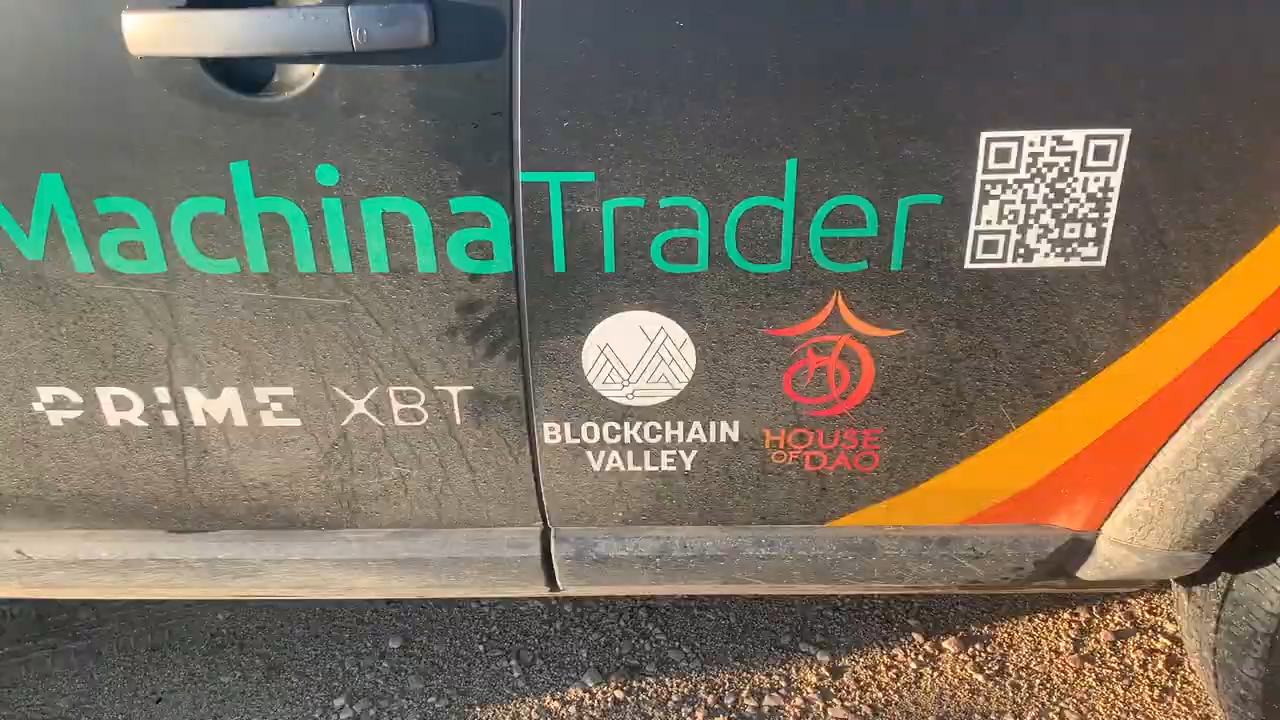 MachinaTrader
PRIME XBT
BLOCKCHAIN
VALLEY
HOUSE
OF DAO